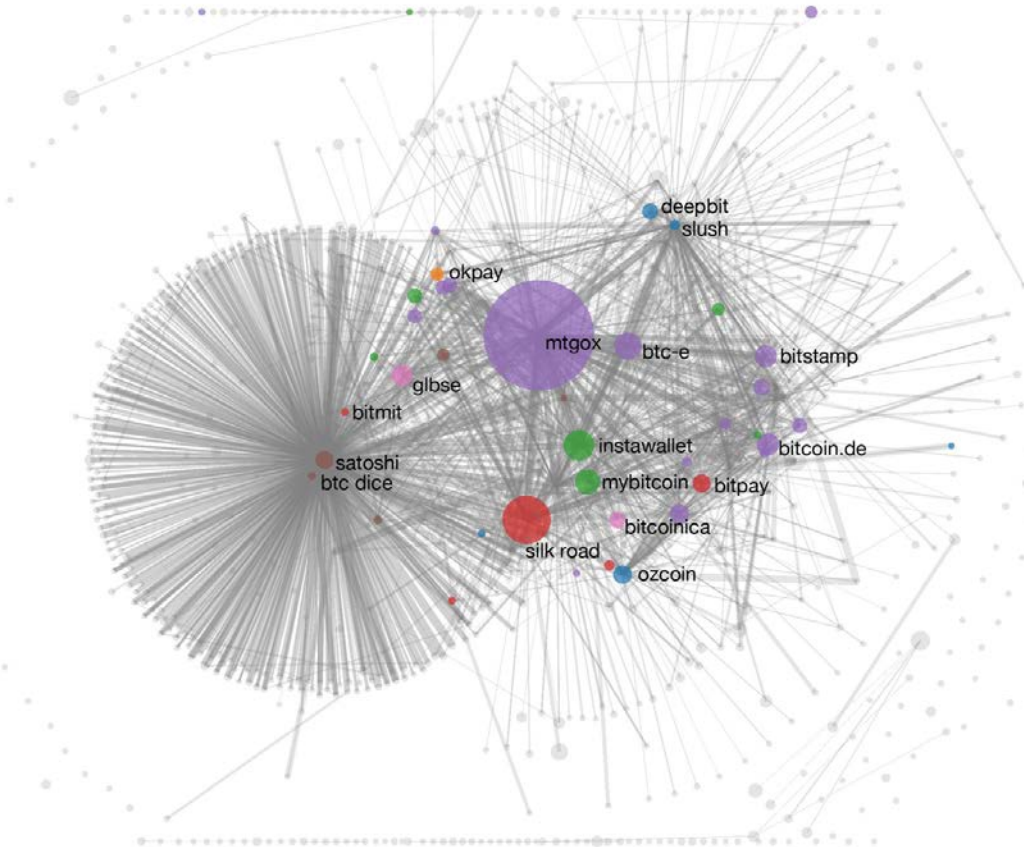 deepbit
slush
okpay
mtgox
btc-e
bitstamp
glbse
bitmit
instawallet
bitcoin.de
satoshi
btc dice
mybitcoin
bitpay
bitcoinica
silk road
ozcoin